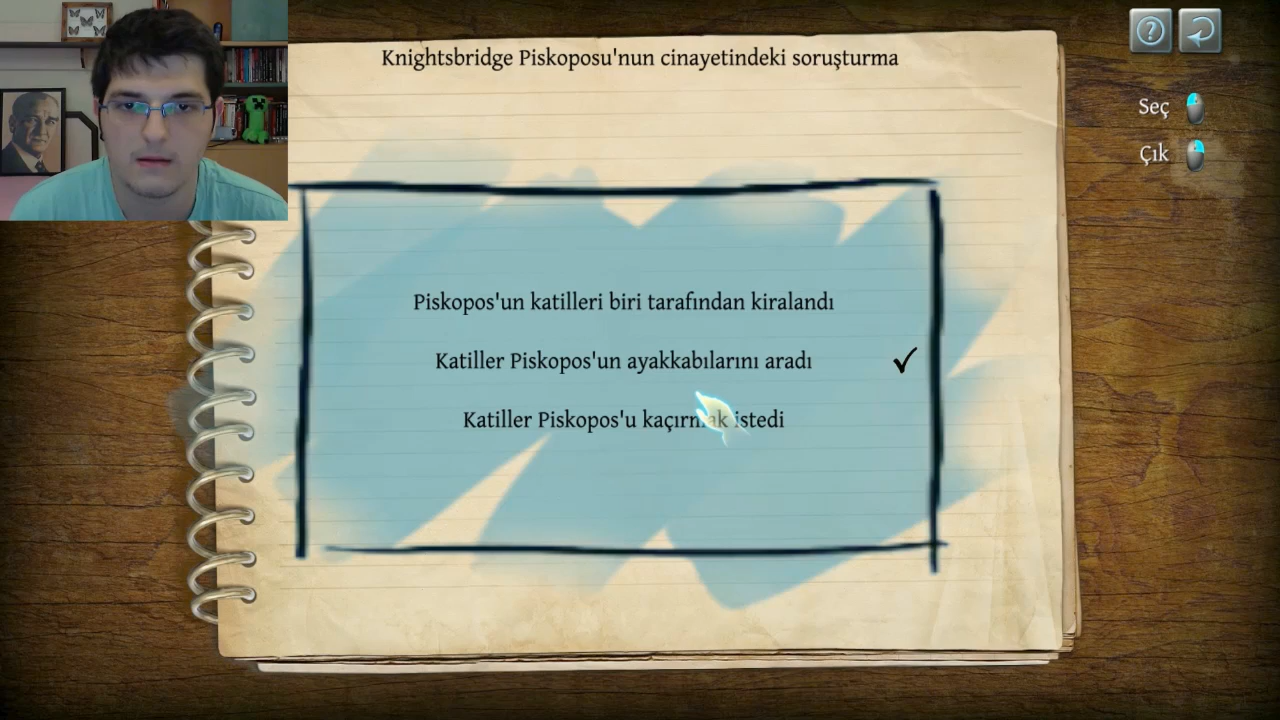 Knightsbridge Piskoposu'nun cinayetindeki soruşturma
Seç
Çık
Piskopos'un katilleri biri tarafından kiralandı
Katiller Piskopos'un ayakkabılarını aradı
Katiller Piskopos'u kaçırmak istedi